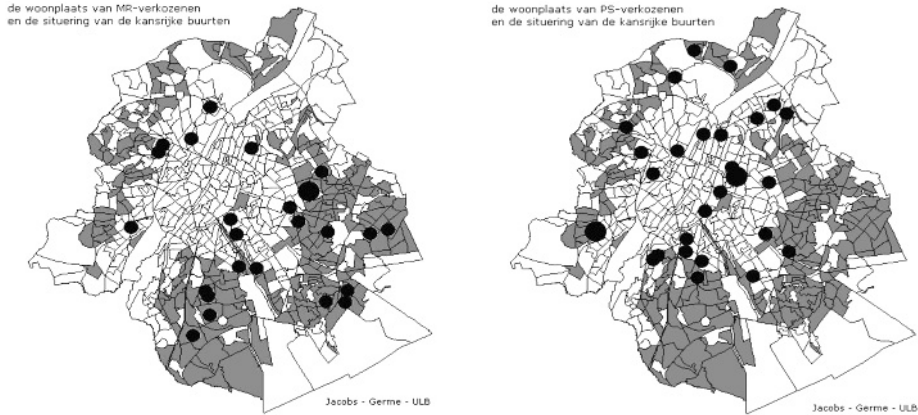 de woonplaats van MR-verkozenen
en de situering van de kansrijke buurten
Jacobs - Germe - ULB
de woonplaats van PS-verkozenen
en de situering van de kansrijke buurten
Jacobs - Germe - ULB